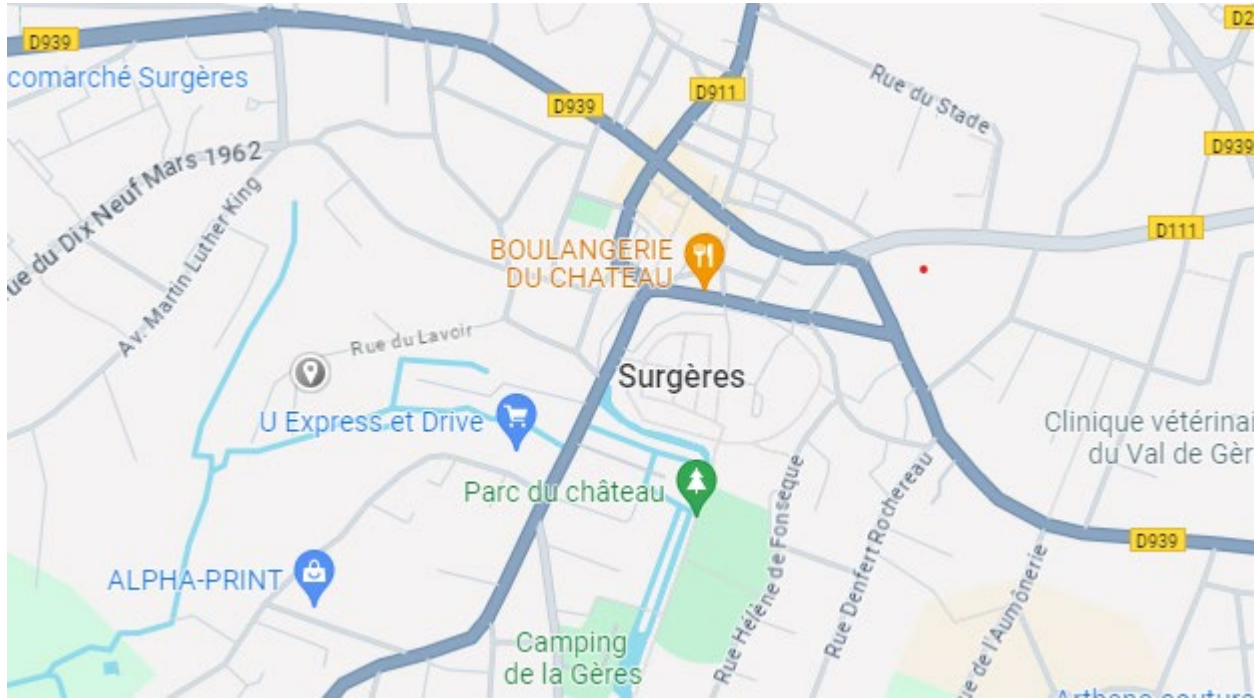 D2
D939
comarché Surgères
D939
D911
Rue du Stade
D939
ue du Dix Neuf Mars 1962
Av. Martin Luther King
D111
BOULANGERIE
DU CHATEAU
Rue du Lavoir
Surgères
U Express et Drive
Clinique vétérinai
du Val de Gèr
Parc du château
Rue Hélène de Fonseque
Rue Denfert Rochereau
D939
ALPHA-PRINT
e de l'Aumônerie
Camping
de la Gères